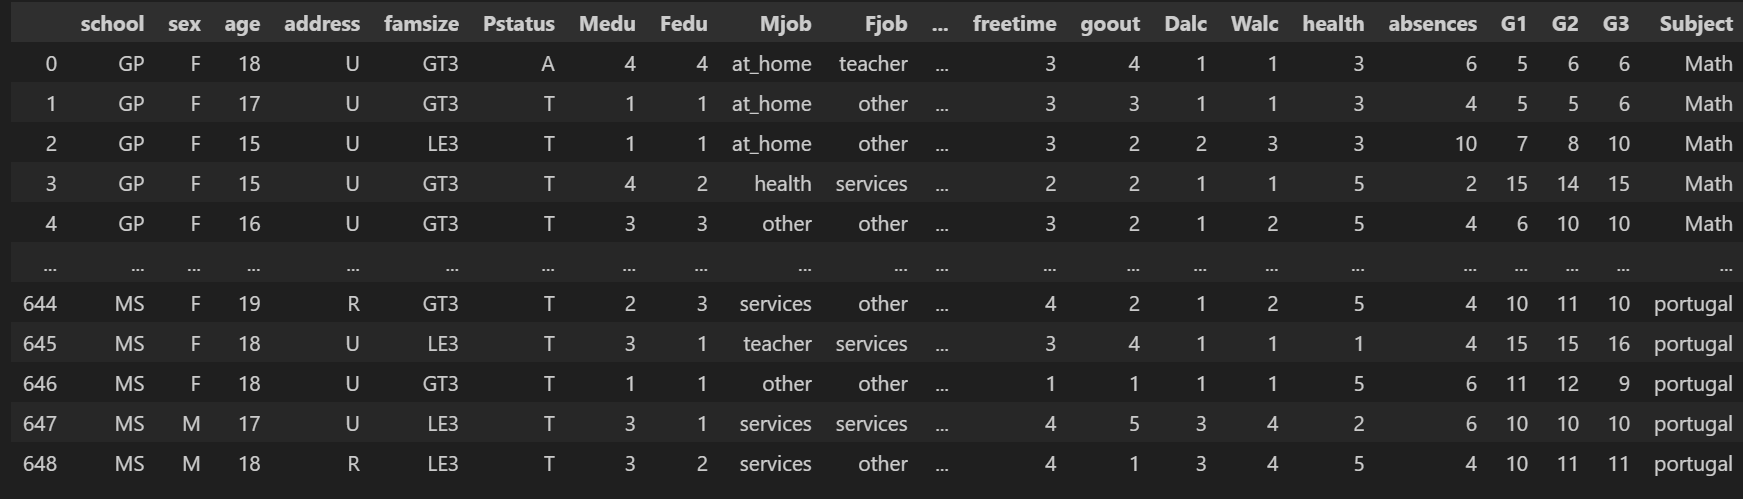 school sex age address famsize Pstatus Medu Fedu Mjob Fjob ... freetime goout Dalc Walc health absences G1 G2 G3 Subject
0 GP F 18 U GT3 A 4 4 at_home teacher ... 3 4 1 1 3 6 5 6 6 Math
1 GP F 17 U GT3 T 1 1 at_home other ... 3 3 1 1 3 4 5 5 6 Math
2 GP F 15 U LE3 T 1 1 at_home other ... 3 2 2 3 3 10 7 8 10 Math
3 GP F 15 U GT3 T 4 2 health services ... 2 2 1 1 5 2 15 14 15 Math
4 GP F 16 U GT3 T 3 3 other other ... 3 2 1 2 5 4 6 10 10 Math
... ... ... ... ... ... ... ... ... ... ... ... ... ... ... ... ... ... ... ... ... ...
644 MS F 19 R GT3 T 2 3 services other ... 4 2 1 2 5 4 10 11 10 portugal
645 MS F 18 U LE3 T 3 1 teacher services ... 3 4 1 1 1 4 15 15 16 portugal
646 MS F 18 U GT3 T 1 1 other other ... 1 1 1 1 5 6 11 12 9 portugal
647 MS M 17 U LE3 T 3 1 services services ... 4 5 3 4 2 6 10 10 10 portugal
648 MS M 18 R LE3 T 3 2 services other ... 4 1 3 4 5 4 10 11 11 portugal